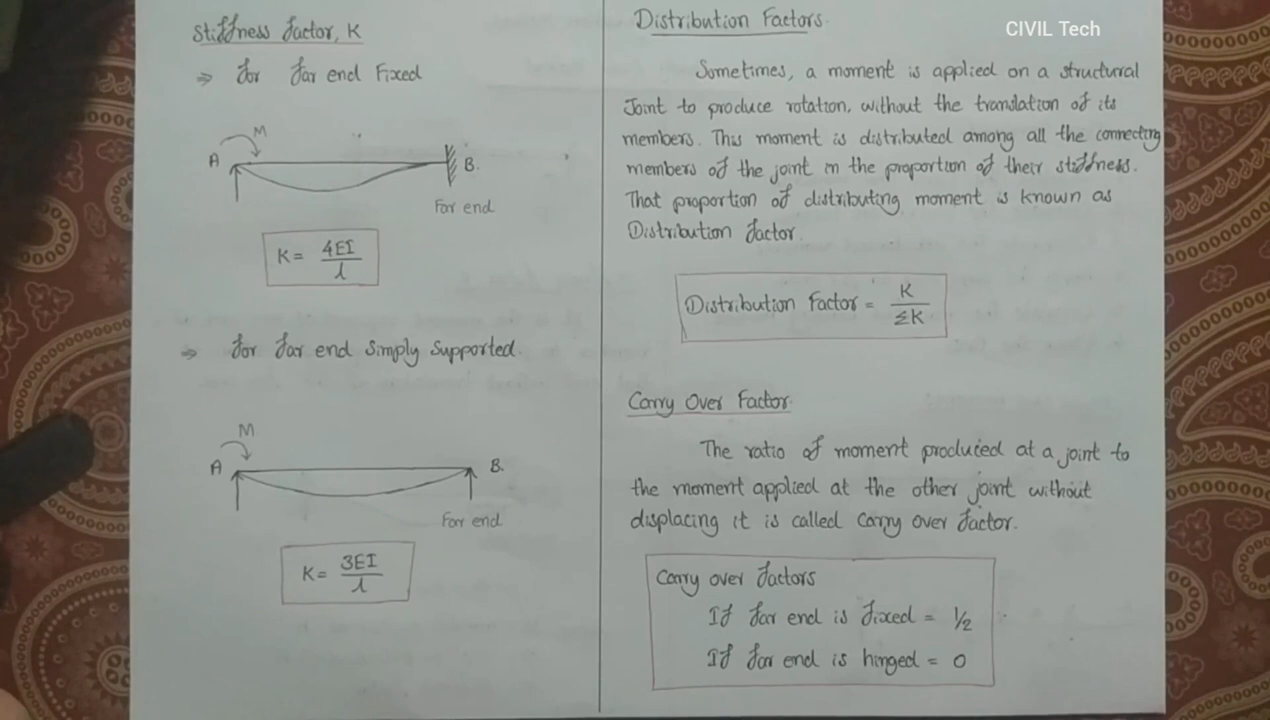 Stiffness factor, K
⇒ for far end Fixed
M
A
B.
Far end
K = 4EI
l
⇒ for far end simply supported.
M
A
B.
Far end
K = 3EI
l
Distribution Factors.
CIVIL Tech
Sometimes, a moment is applied on a structural
Joint to produce rotation, without the translation of its
members. This moment is distributed among all the connecting
members of the joint in the proportion of their stiffness.
That proportion of distributing moment is known as
Distribution factor.
Distribution Factor = K
ΣK
Carry Over Factor.
The ratio of moment produced at a joint to
the moment applied at the other joint without
displacing it is called carry over factor.
Carry over factors
If far end is fixed = 1/2
If far end is hinged = 0